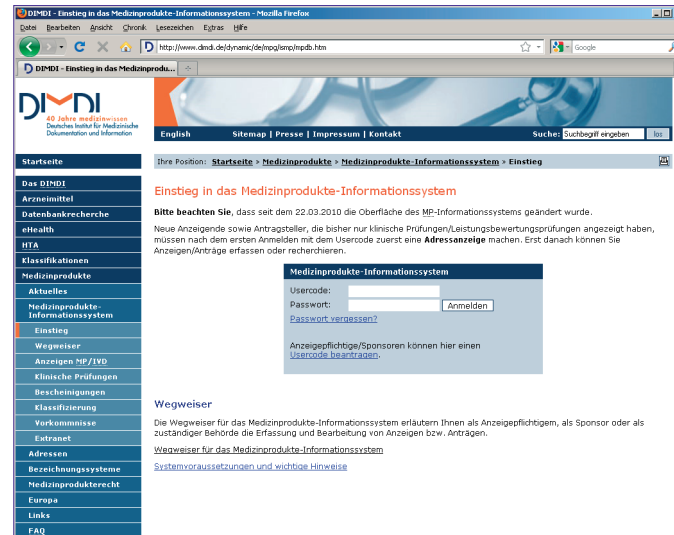 DIMDI - Einstieg in das Medizinprodukte-Informationssystem - Mozilla Firefox
Datei Bearbeiten Ansicht Chronik Lesezeichen Extras Hilfe
http://www.dimdi.de/dynamic/de/mpg/ismp/mpdb.htm
Google
DIMDI - Einstieg in das Medizinprodu...
DIMDI
40 Jahre medizinwissen
Deutsches Institut für Medizinische
Dokumentation und Information
English Sitemap | Presse | Impressum | Kontakt Suche: Suchbegriff eingeben los
Startseite
Ihre Position: Startseite » Medizinprodukte » Medizinprodukte-Informationssystem » Einstieg
Das DIMDI
Arzneimittel
Datenbankrecherche
eHealth
HTA
Klassifikationen
Medizinprodukte
Aktuelles
Medizinprodukte-
Informationssystem
Einstieg
Wegweiser
Anzeigen MP/IVD
Klinische Prüfungen
Bescheinigungen
Klassifizierung
Vorkommnisse
Extranet
Adressen
Bezeichnungssysteme
Medizinprodukterecht
Europa
Links
FAQ
Einstieg in das Medizinprodukte-Informationssystem
Bitte beachten Sie, dass seit dem 22.03.2010 die Oberfläche des MP-Informationssystems geändert wurde.
Neue Anzeigende sowie Antragsteller, die bisher nur klinische Prüfungen/Leistungsbewertungsprüfungen angezeigt haben,
müssen nach dem ersten Anmelden mit dem Usercode zuerst eine Adressanzeige machen. Erst danach können Sie
Anzeigen/Anträge erfassen oder recherchieren.
Medizinprodukte-Informationssystem
Usercode:
Passwort: Anmelden
Passwort vergessen?
Anzeigepflichtige/Sponsoren können hier einen
Usercode beantragen.
Wegweiser
Die Wegweiser für das Medizinprodukte-Informationssystem erläutern Ihnen als Anzeigepflichtigem, als Sponsor oder als
zuständiger Behörde die Erfassung und Bearbeitung von Anzeigen bzw. Anträgen.
Wegweiser für das Medizinprodukte-Informationssystem
Systemvoraussetzungen und wichtige Hinweise